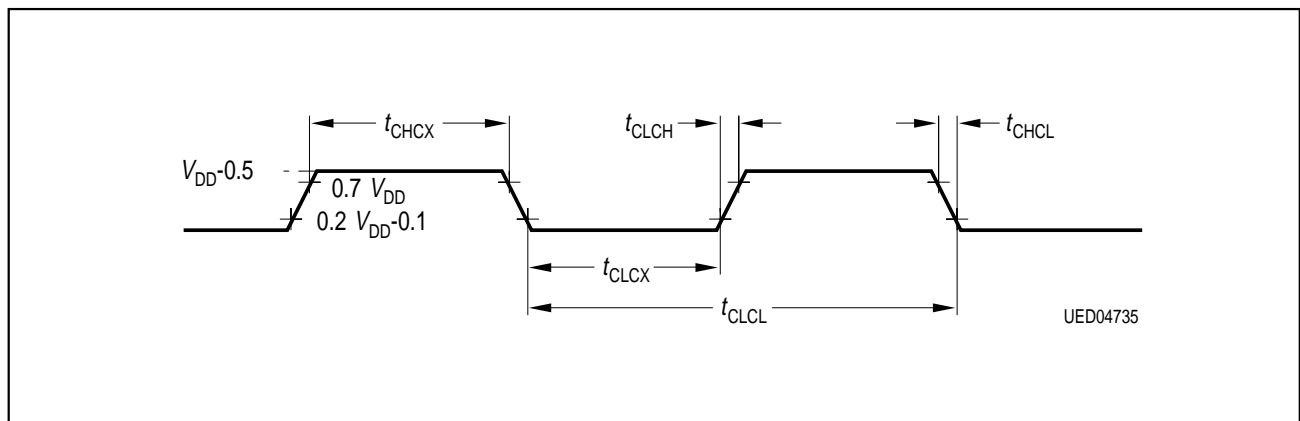 tCHCX
tCLCH
tCHCL
VDD-0.5
0.7 VDD
0.2 VDD-0.1
tCLCX
tCLCL
UED04735